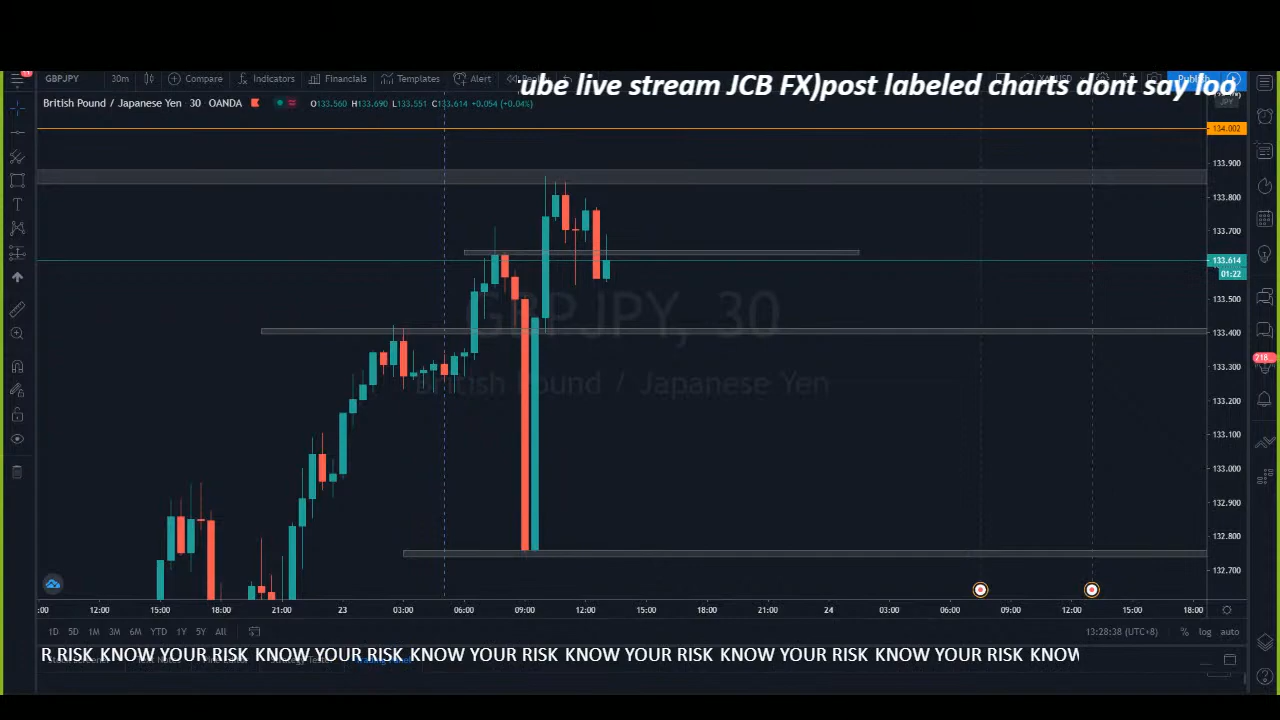 GBPJPY 30m Compare Indicators Financials Templates Alert
ube live stream JCB FX)post labeled charts dont say loo
British Pound / Japanese Yen 30 OANDA O133.560 H133.690 L133.551 C133.614 +0.054 (+0.04%)
JPY
134.002
133.900
133.800
133.700
133.614
01:22
133.500
GBPJPY, 30
133.400
218
133.300
British Pound / Japanese Yen
133.200
133.100
133.000
132.900
132.800
132.700
:00 12:00 15:00 18:00 21:00 23 03:00 06:00 09:00 12:00 15:00 18:00 21:00 24 03:00 06:00 09:00 12:00 15:00 18:00
1D 5D 1M 3M 6M YTD 1Y 5Y All 13:28:38 (UTC+8) % log auto
R RISK KNOW YOUR RISK KNOW YOUR RISK KNOW YOUR RISK KNOW YOUR RISK KNOW YOUR RISK KNOW YOUR RISK KNOW